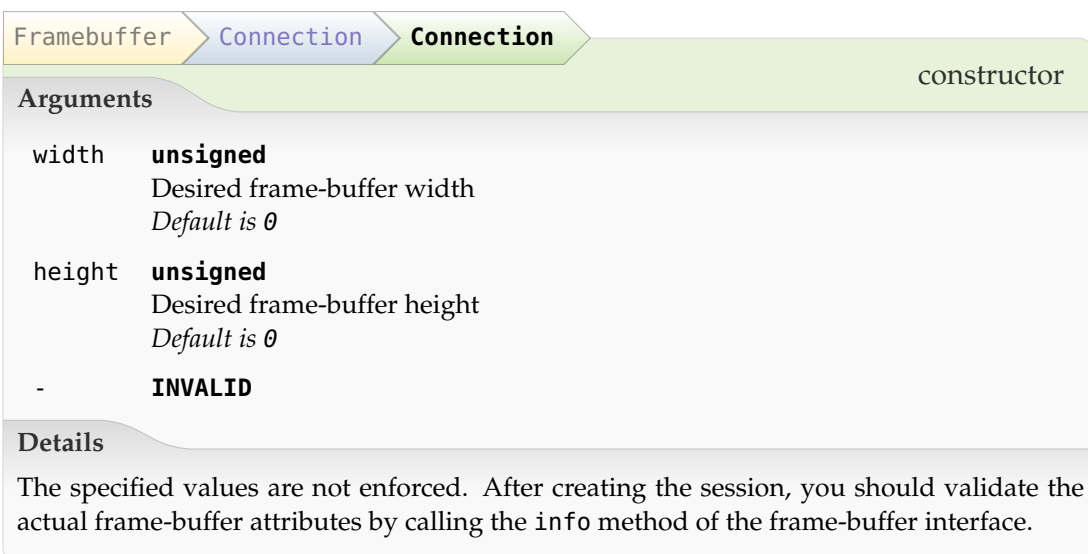 Framebuffer Connection Connection
constructor
Arguments
width unsigned
Desired frame-buffer width
Default is 0
height unsigned
Desired frame-buffer height
Default is 0
- INVALID
Details
The specified values are not enforced. After creating the session, you should validate the
actual frame-buffer attributes by calling the info method of the frame-buffer interface.